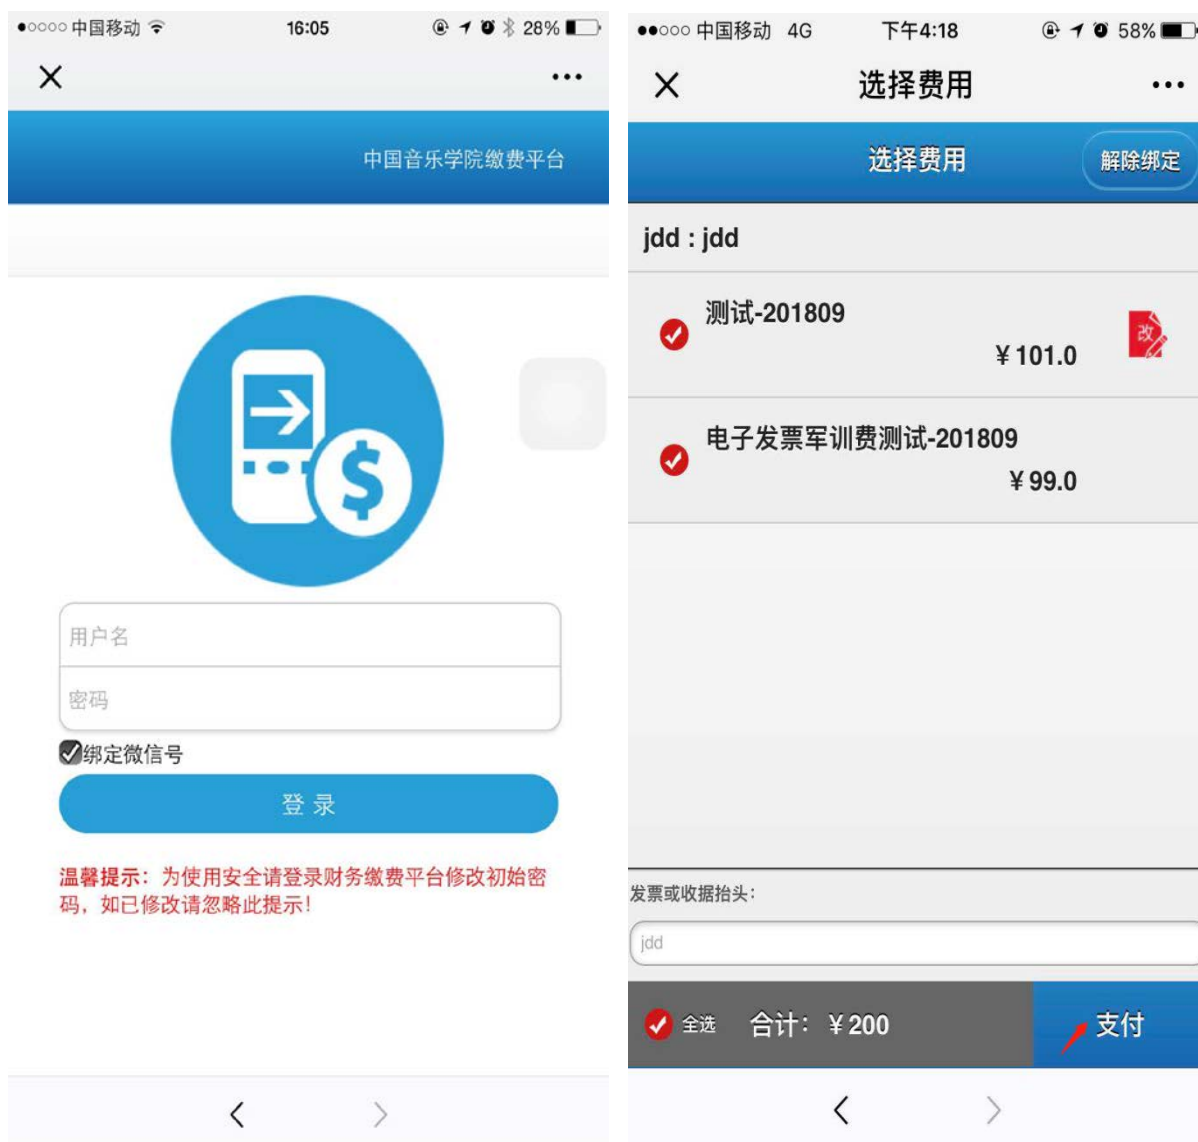 中国移动
16:05
28%
中国音乐学院缴费平台
$
用户名
密码
绑定微信号
登录
温馨提示：为使用安全请登录财务缴费平台修改初始密
码，如已修改请忽略此提示！
中国移动 4G
下午4:18
58%
选择费用
选择费用
解除绑定
jdd : jdd
测试-201809
¥101.0
改
电子发票军训费测试-201809
¥99.0
发票或收据抬头：
jdd
全选
合计：¥200
支付